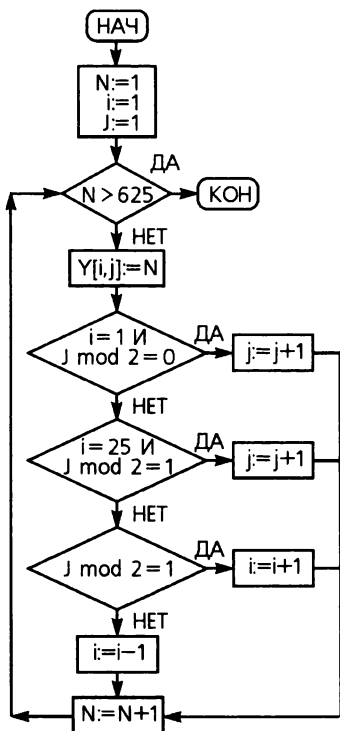 НАЧ
N:=1
i:=1
J:=1
ДА
N > 625
КОН
НЕТ
Y[i,j]:=N
i = 1 И
J mod 2 = 0
ДА
j:=j+1
НЕТ
i = 25 И
J mod 2 = 1
ДА
j:=j+1
НЕТ
J mod 2 = 1
ДА
i:=i+1
НЕТ
i:=i−1
N:=N+1